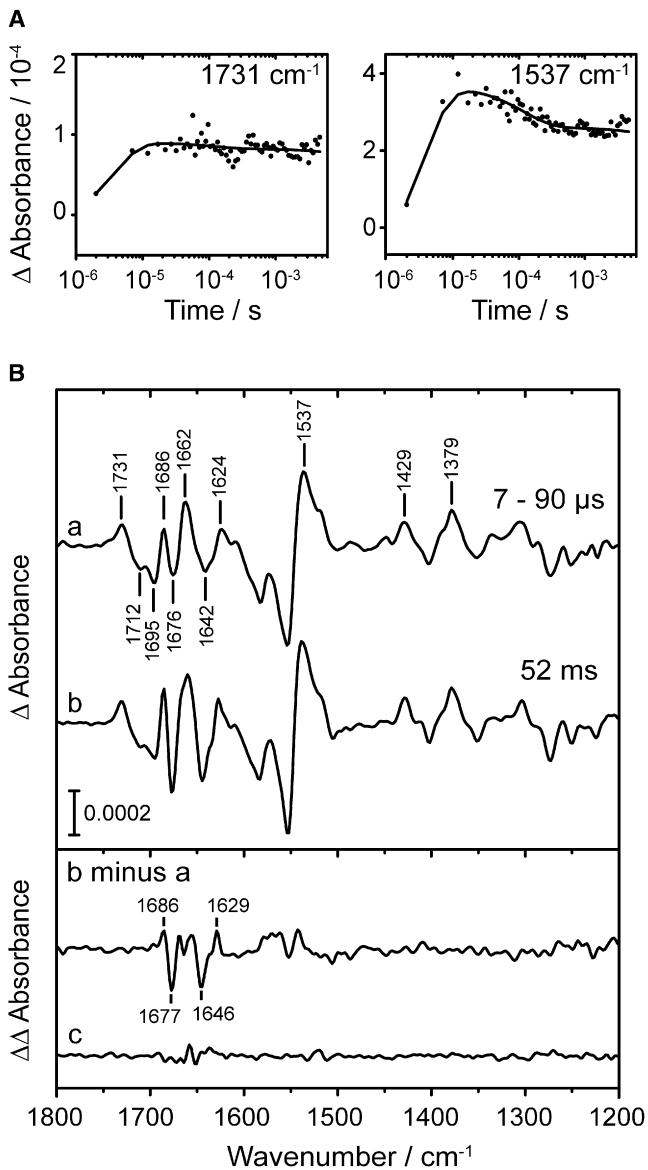 A
Δ Absorbance / 10-4
2
1
0
1731 cm-1
10-6 10-5 10-4 10-3
Time / s
4
2
0
1537 cm-1
10-6 10-5 10-4 10-3
Time / s
B
Δ Absorbance
1731
1686
1662
1624
1537
1429
1379
7 - 90 µs
a
1712
1695
1676
1642
52 ms
b
0.0002
ΔΔ Absorbance
b minus a
1686 1629
1677 1646
c
1800 1700 1600 1500 1400 1300 1200
Wavenumber / cm-1